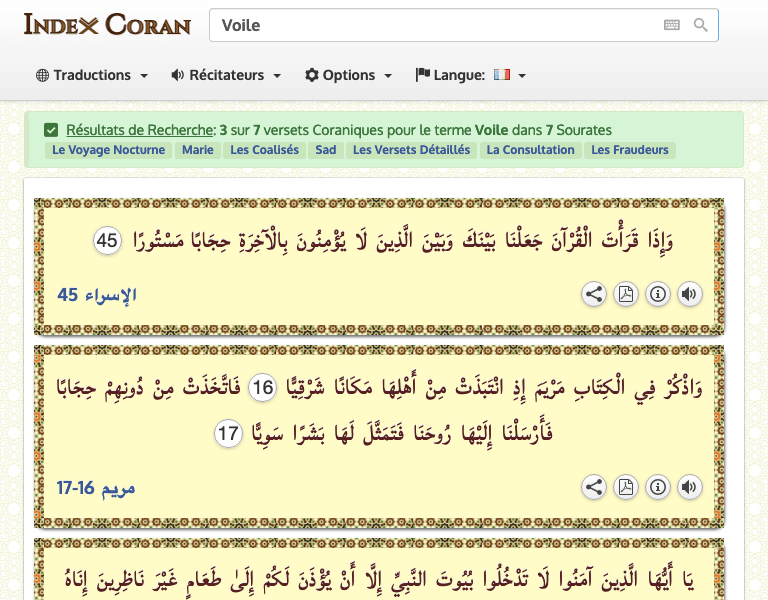 Index Coran
Voile
Traductions Récitateurs Options Langue:
Résultats de Recherche: 3 sur 7 versets Coraniques pour le terme Voile dans 7 Sourates
Le Voyage Nocturne Marie Les Coalisés Sad Les Versets Détaillés La Consultation Les Fraudeurs
وَإِذَا قَرَأْتَ الْقُرْآنَ جَعَلْنَا بَيْنَكَ وَبَيْنَ الَّذِينَ لَا يُؤْمِنُونَ بِالْآخِرَةِ حِجَابًا مَسْتُورًا 45
الإسراء 45
وَاذْكُرْ فِي الْكِتَابِ مَرْيَمَ إِذِ انْتَبَذَتْ مِنْ أَهْلِهَا مَكَانًا شَرْقِيًّا 16 فَاتَّخَذَتْ مِنْ دُونِهِمْ حِجَابًا
فَأَرْسَلْنَا إِلَيْهَا رُوحَنَا فَتَمَثَّلَ لَهَا بَشَرًا سَوِيًّا 17
مريم 16-17
يَا أَيُّهَا الَّذِينَ آمَنُوا لَا تَدْخُلُوا بُيُوتَ النَّبِيِّ إِلَّا أَنْ يُؤْذَنَ لَكُمْ إِلَىٰ طَعَامٍ غَيْرَ نَاظِرِينَ إِنَاهُ